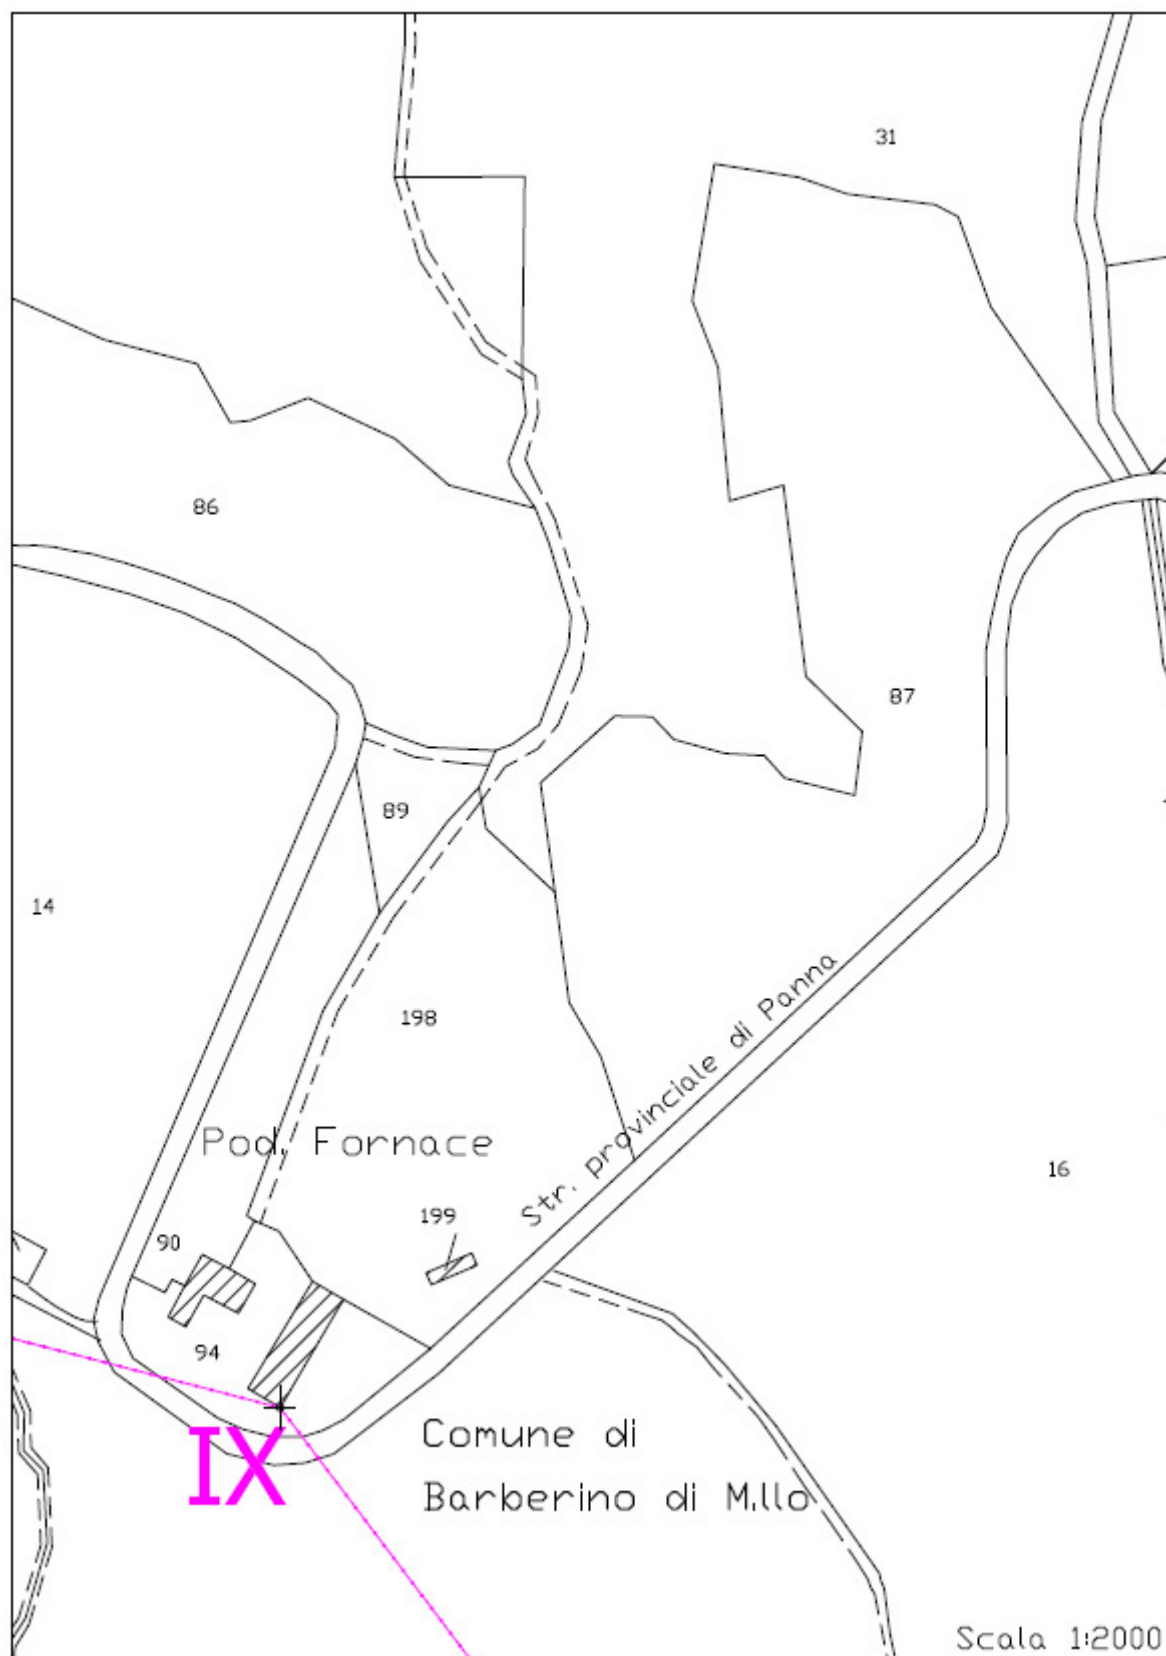 31
86
87
89
14
198
Str. provinciale di Panna
Pod. Fornace
16
199
90
94
IX
Comune di
Barberino di M.llo
Scala 1:2000